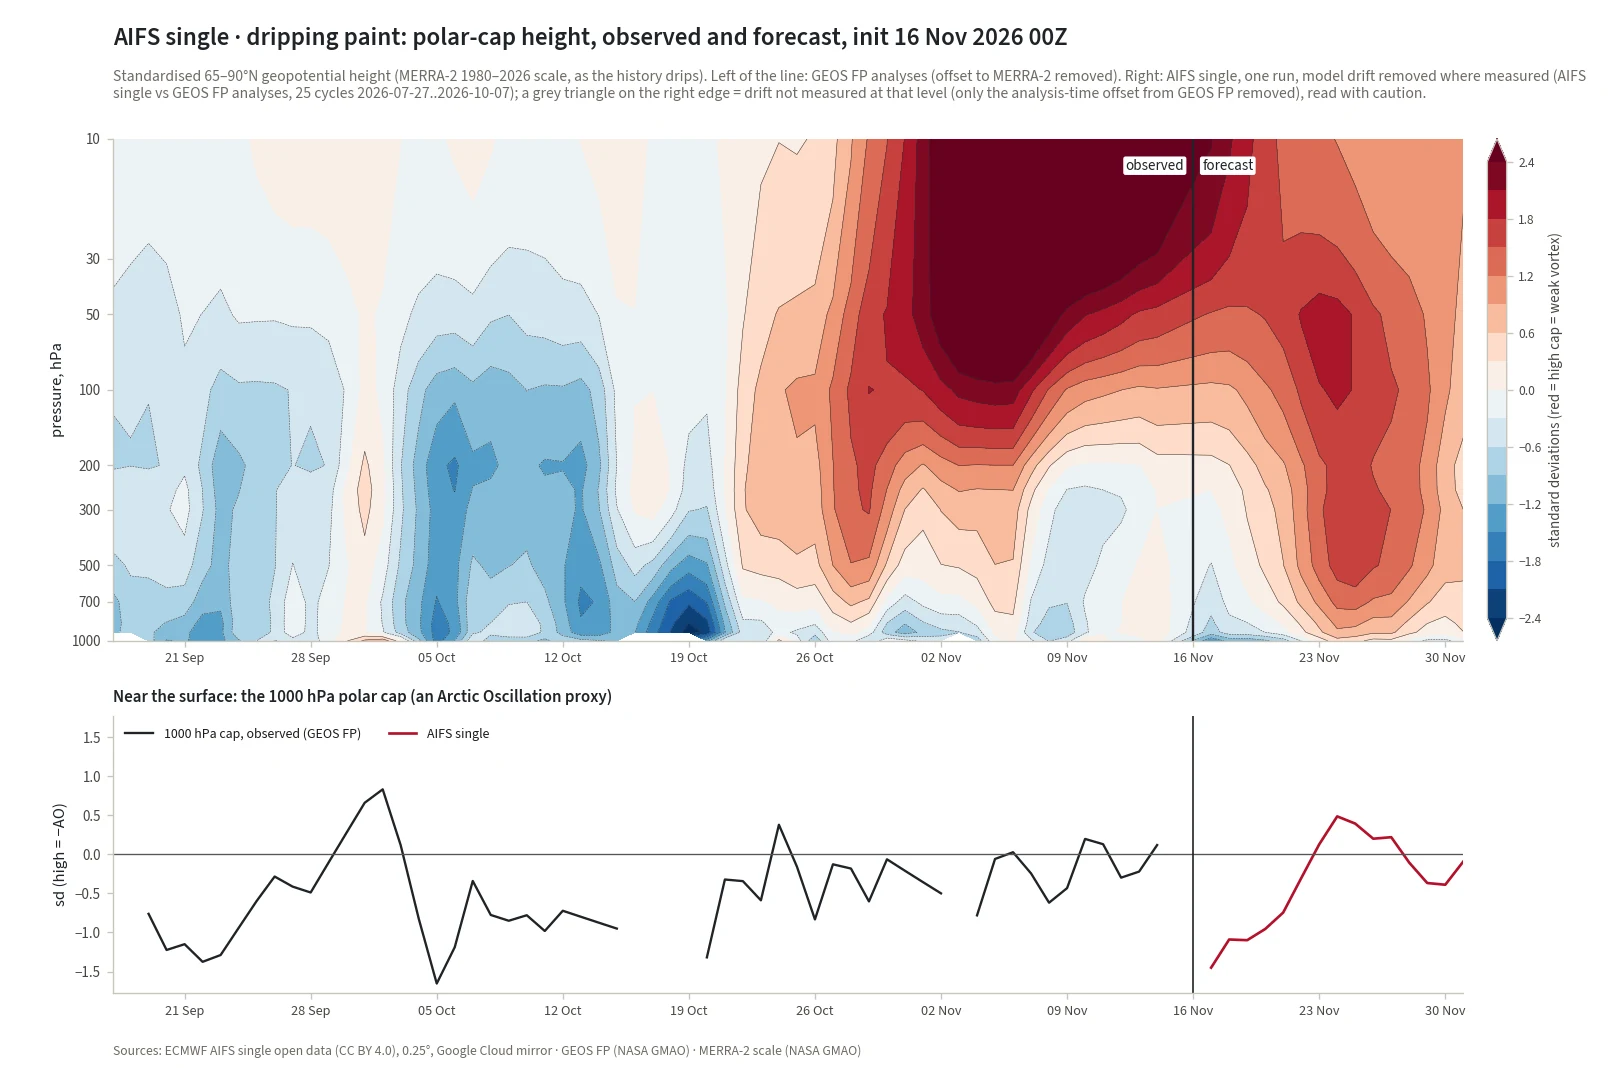 AIFS single · dripping paint: polar-cap height, observed and forecast, init 16 Nov 2026 00Z
Standardised 65–90°N geopotential height (MERRA-2 1980–2026 scale, as the history drips). Left of the line: GEOS FP analyses (offset to MERRA-2 removed). Right: AIFS single, one run, model drift removed where measured (AIFS
single vs GEOS FP analyses, 25 cycles 2026-07-27..2026-10-07); a grey triangle on the right edge = drift not measured at that level (only the analysis-time offset from GEOS FP removed), read with caution.
pressure, hPa
10
30
50
100
200
300
500
700
1000
observed
forecast
21 Sep
28 Sep
05 Oct
12 Oct
19 Oct
26 Oct
02 Nov
09 Nov
16 Nov
23 Nov
30 Nov
2.4
1.8
1.2
0.6
0.0
−0.6
−1.2
−1.8
−2.4
standard deviations (red = high cap = weak vortex)
Near the surface: the 1000 hPa polar cap (an Arctic Oscillation proxy)
1000 hPa cap, observed (GEOS FP)
AIFS single
sd (high = −AO)
1.5
1.0
0.5
0.0
−0.5
−1.0
−1.5
21 Sep
28 Sep
05 Oct
12 Oct
19 Oct
26 Oct
02 Nov
09 Nov
16 Nov
23 Nov
30 Nov
Sources: ECMWF AIFS single open data (CC BY 4.0), 0.25°, Google Cloud mirror · GEOS FP (NASA GMAO) · MERRA-2 scale (NASA GMAO)